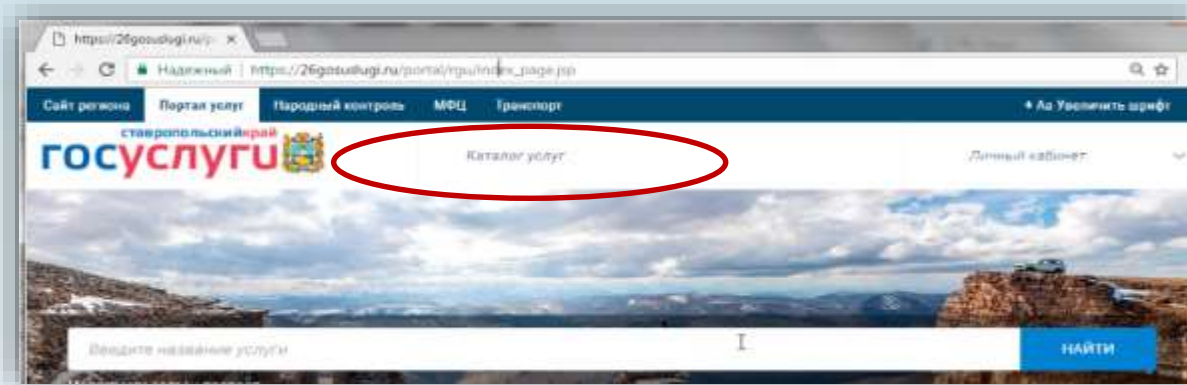 https://26gosuslugi.ru/p
Надежный | https://26gosuslugi.ru/portal/rgu/index_page.jsp
Сайт региона Портал услуг Народный контроль МФЦ Транспорт + Аа Увеличить шрифт
ставропольский край
госуслуги Каталог услуг Личный кабинет
Введите название услуги НАЙТИ